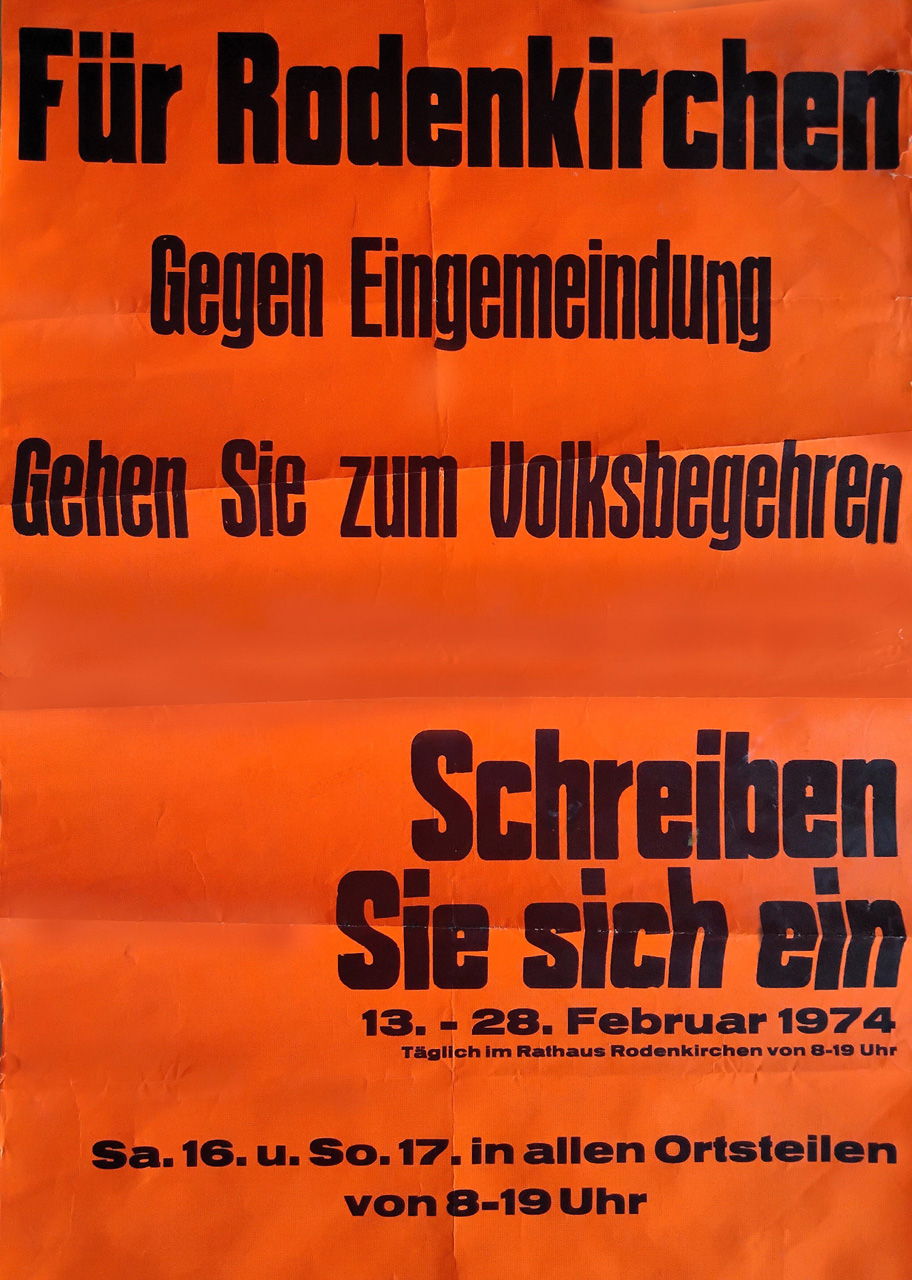 Für Rodenkirchen
Gegen Eingemeindung
Gehen Sie zum Volksbegehren
Schreiben
Sie sich ein
13. - 28. Februar 1974
Täglich im Rathaus Rodenkirchen von 8-19 Uhr
Sa. 16. u. So. 17. in allen Ortsteilen
von 8-19 Uhr